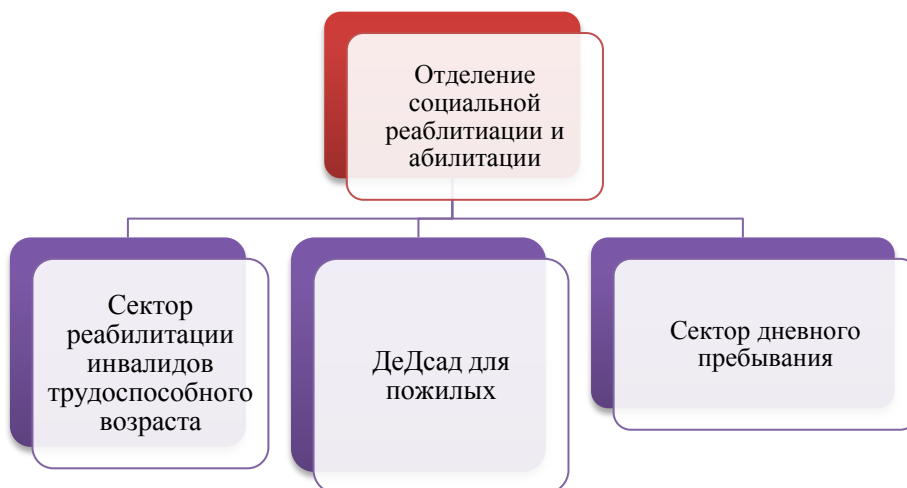 Отделение
социальной
реаблитиации и
абилитации
Сектор
реабилитации
инвалидов
трудоспособного
возраста
ДеДсад для
пожилых
Сектор дневного
пребывания